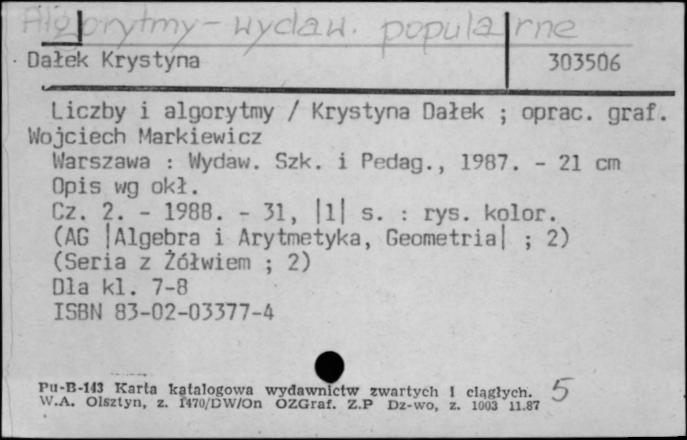 Algorytmy - wydaw. popularne
Dałek Krystyna 303506
Liczby i algorytmy / Krystyna Dałek ; oprac. graf.
Wojciech Markiewicz
Warszawa : Wydaw. Szk. i Pedag., 1987. - 21 cm
Opis wg okł.
Cz. 2. - 1988. - 31, |1| s. : rys. kolor.
(AG |Algebra i Arytmetyka, Geometria| ; 2)
(Seria z Żółwiem ; 2)
Dla kl. 7-8
ISBN 83-02-03377-4
Pu-B-143 Karta katalogowa wydawnictw zwartych i ciągłych. 5
W.A. Olsztyn, z. 1470/DW/On OZGraf. Z.P Dz-wo, z. 1003 11.87